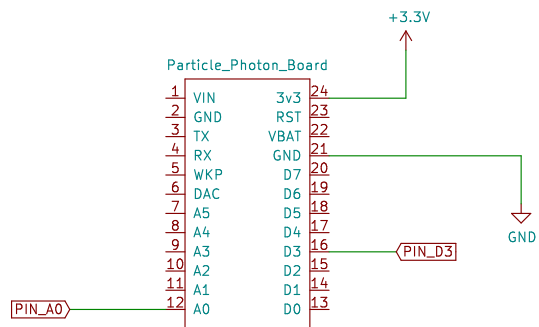 +3.3V
Particle_Photon_Board
1 VIN 3v3 24
2 GND RST 23
3 TX VBAT 22
4 RX GND 21
5 WKP D7 20
6 DAC D6 19
7 A5 D5 18
8 A4 D4 17
9 A3 D3 16 PIN_D3
10 A2 D2 15
11 A1 D1 14
PIN_A0 12 A0 D0 13
GND